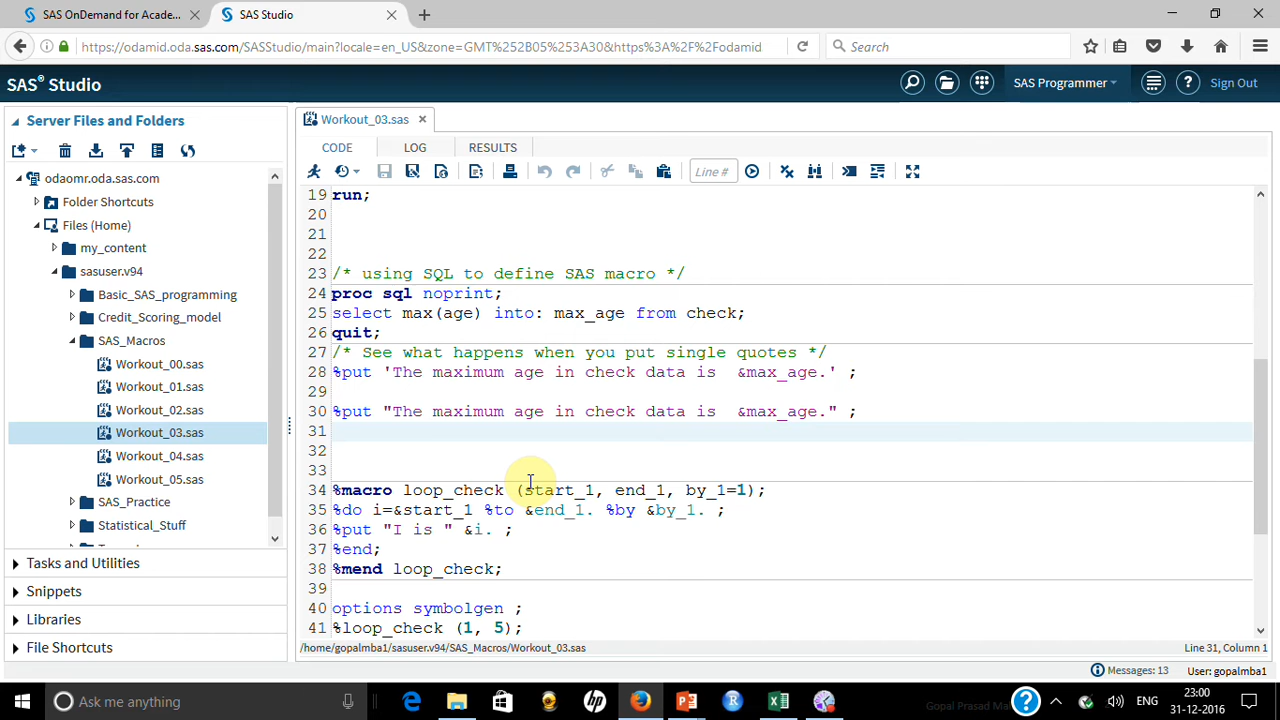 SAS OnDemand for Acade...
SAS Studio
https://odamid.oda.sas.com/SASStudio/main?locale=en_US&zone=GMT%252B05%253A30&https%3A%2F%2Fodamid
Search
SAS® Studio
SAS Programmer
Sign Out
Server Files and Folders
odaomr.oda.sas.com
Folder Shortcuts
Files (Home)
my_content
sasuser.v94
Basic_SAS_programming
Credit_Scoring_model
SAS_Macros
Workout_00.sas
Workout_01.sas
Workout_02.sas
Workout_03.sas
Workout_04.sas
Workout_05.sas
SAS_Practice
Statistical_Stuff
Tasks and Utilities
Snippets
Libraries
File Shortcuts
Workout_03.sas
CODE LOG RESULTS
Line #
19 run;
20
21
22
23 /* using SQL to define SAS macro */
24 proc sql noprint;
25 select max(age) into: max_age from check;
26 quit;
27 /* See what happens when you put single quotes */
28 %put 'The maximum age in check data is  &max_age.' ;
29
30 %put "The maximum age in check data is  &max_age." ;
31
32
33
34 %macro loop_check (start_1, end_1, by_1=1);
35 %do i=&start_1 %to &end_1. %by &by_1. ;
36 %put "I is " &i. ;
37 %end;
38 %mend loop_check;
39
40 options symbolgen ;
41 %loop_check (1, 5);
/home/gopalmba1/sasuser.v94/SAS_Macros/Workout_03.sas
Line 31, Column 1
Messages: 13
User: gopalmba1
Ask me anything
ENG
23:00
31-12-2016